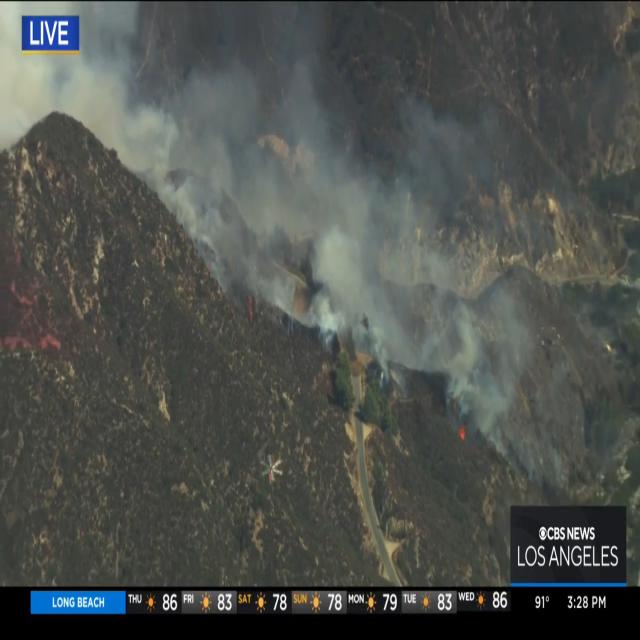 LIVE
CBS NEWS
LOS ANGELES
LONG BEACH THU 86 FRI 83 SAT 78 SUN 78 MON 79 TUE 83 WED 86 91° 3:28 PM